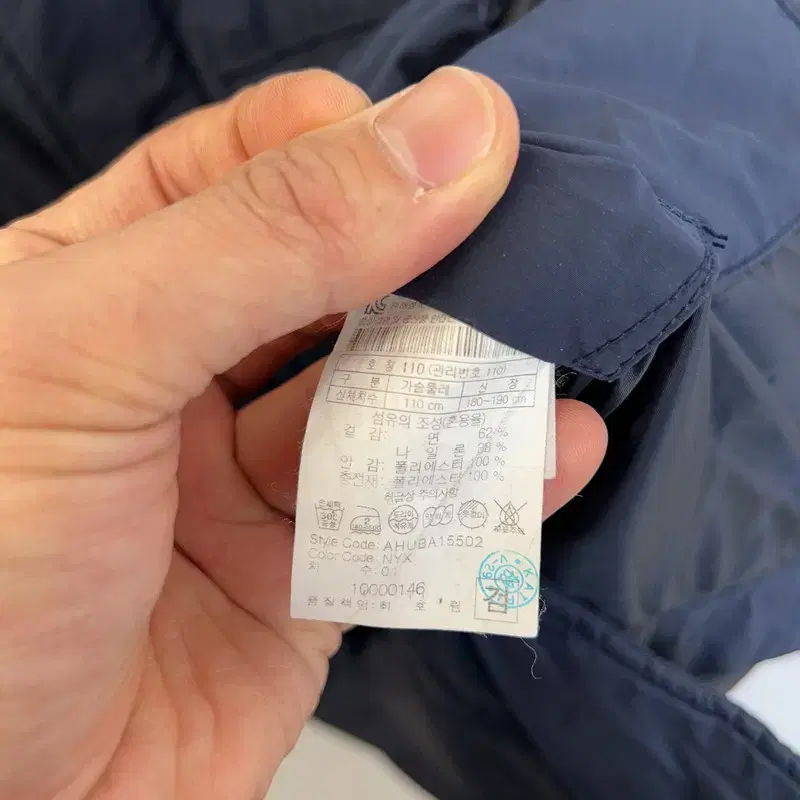 호 칭 110 (관리번호 110)
구 분 가슴둘레 신 장
신체치수 110 cm 180~190 cm
섬유의 조성(혼용율)
겉 감: 면 62 %
나 일 론 38 %
안 감: 폴리에스터 100 %
충전재: 폴리에스터 100 %
취급상 주의사항
Style Code: AHUBA15502
Color Code: NYX
차 수: 01
10000146
품질책임: 최 호 * 림
검